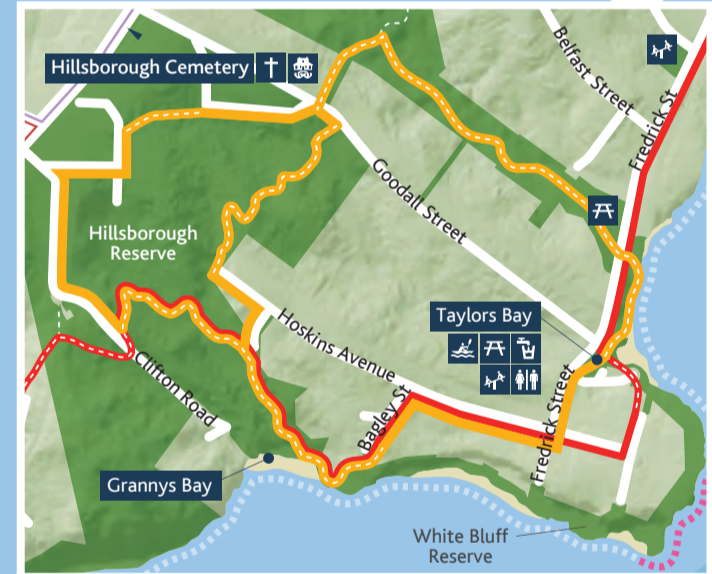 Belfast Street
Hillsborough Cemetery
Fredrick St
Goodall Street
Hillsborough
Reserve
Taylors Bay
Hoskins Avenue
Clifton Road
Bagley St
Fredrick Street
Grannys Bay
White Bluff
Reserve